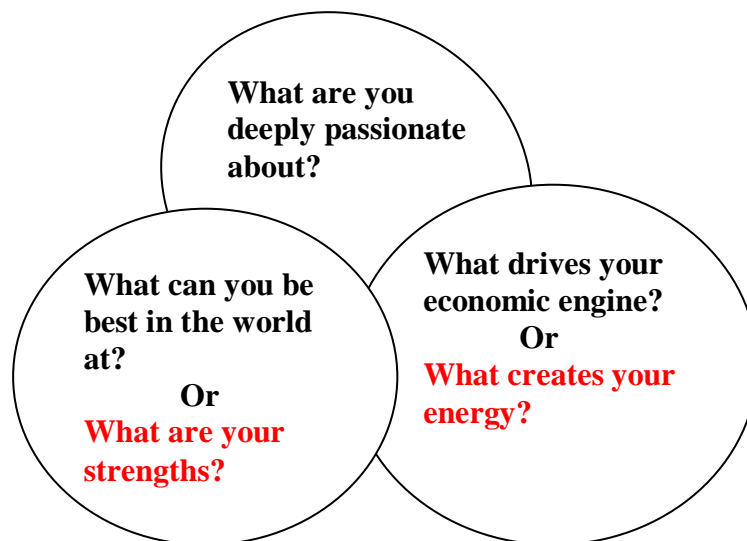 What are you
deeply passionate
about?
What can you be
best in the world
at?
Or
What are your
strengths?
What drives your
economic engine?
Or
What creates your
energy?